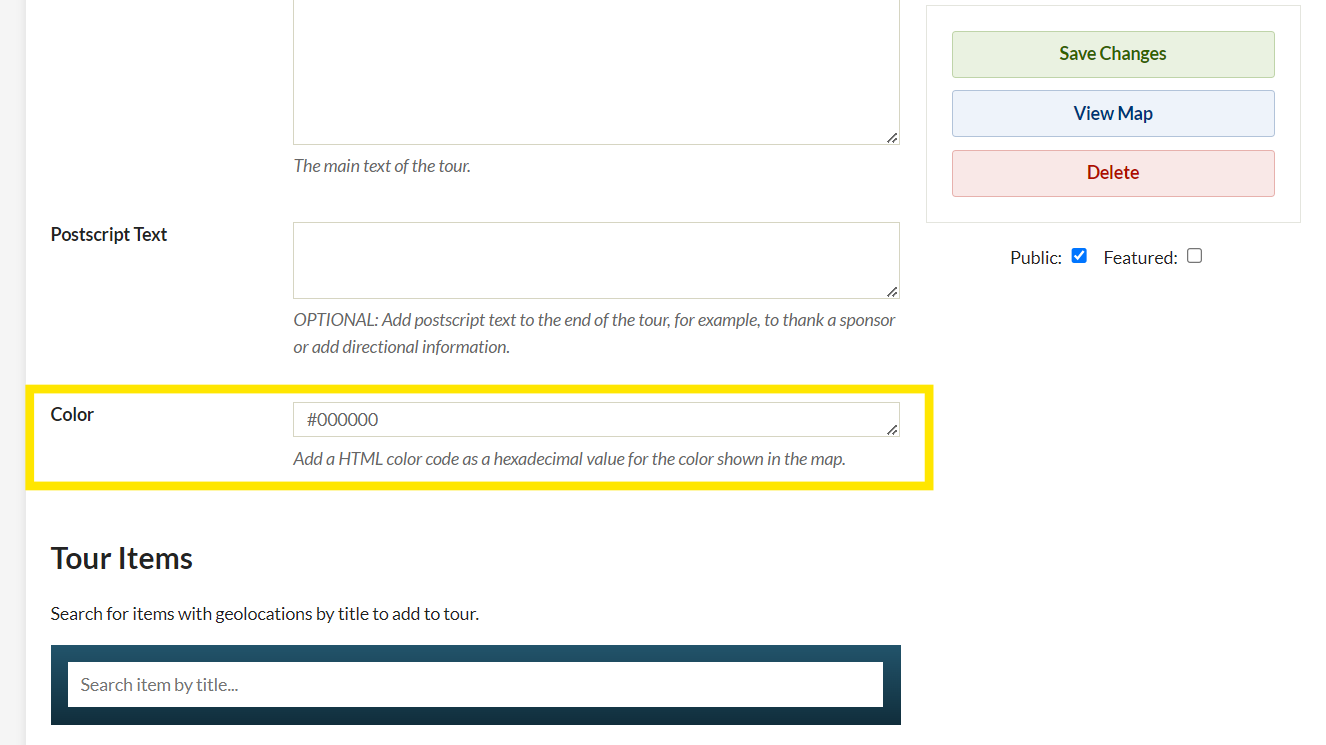 Save Changes
View Map
Delete
The main text of the tour.
Postscript Text
Public:
Featured:
OPTIONAL: Add postscript text to the end of the tour, for example, to thank a sponsor
or add directional information.
Color
#000000
Add a HTML color code as a hexadecimal value for the color shown in the map.
Tour Items
Search for items with geolocations by title to add to tour.
Search item by title...